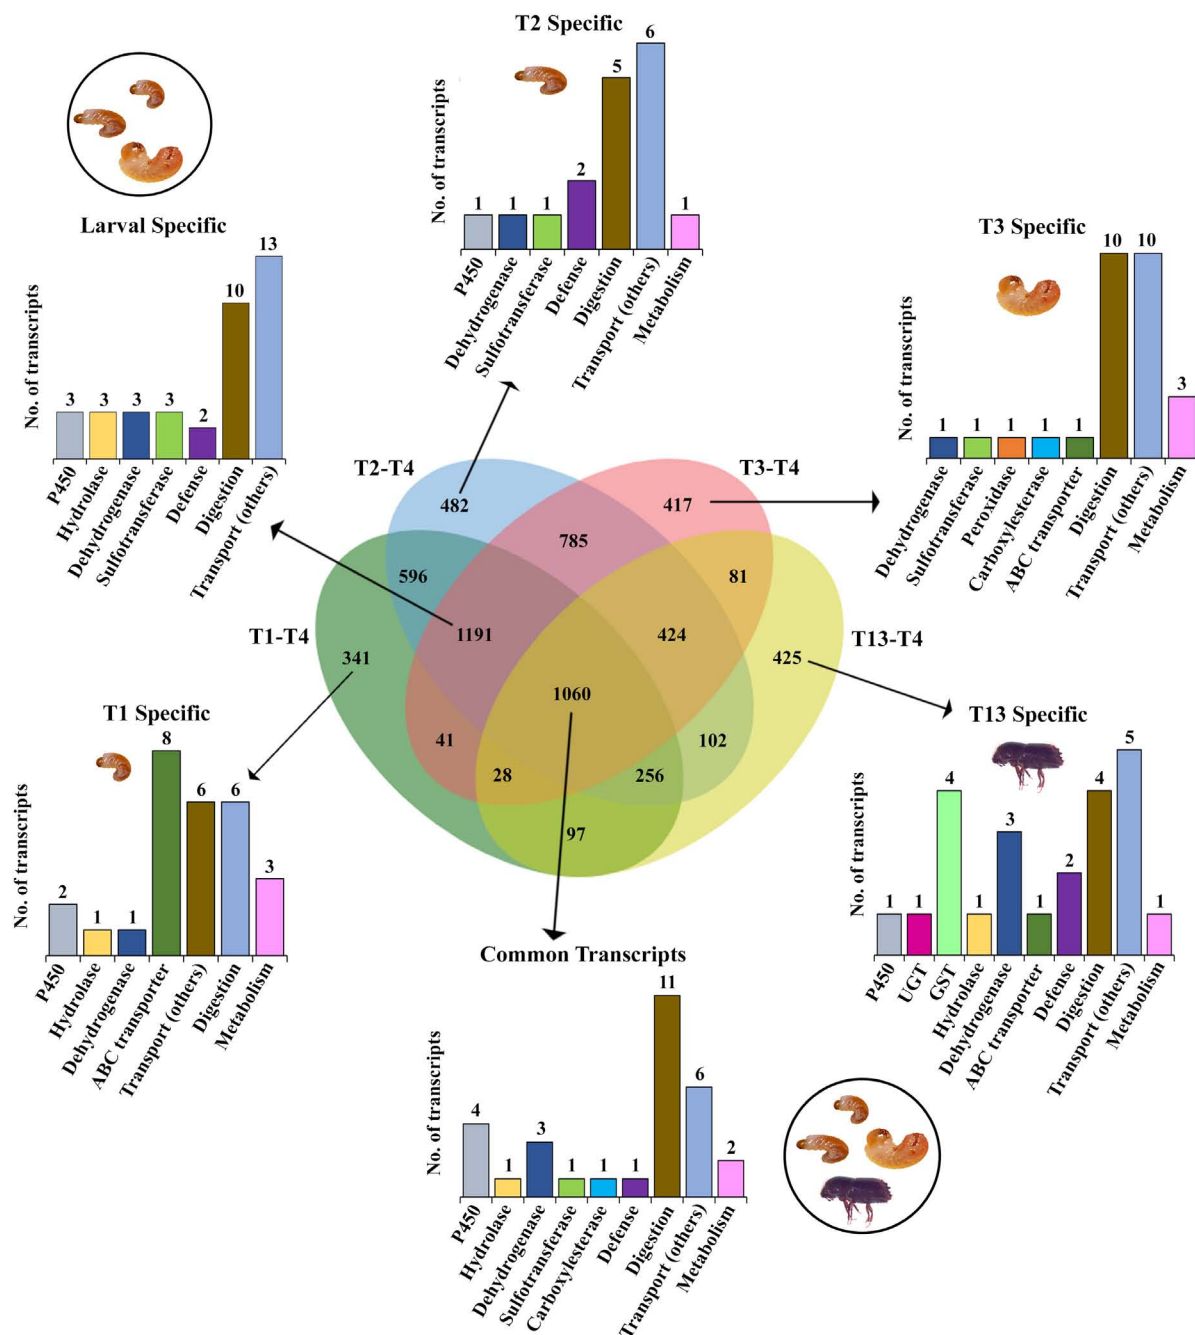 T2 Specific
No. of transcripts
1
1
1
2
5
6
1
P450
Dehydrogenase
Sulfotransferase
Defense
Digestion
Transport (others)
Metabolism
Larval Specific
No. of transcripts
3
3
3
3
2
10
13
P450
Hydrolase
Dehydrogenase
Sulfotransferase
Defense
Digestion
Transport (others)
T3 Specific
No. of transcripts
1
1
1
1
1
10
10
3
Dehydrogenase
Sulfotransferase
Peroxidase
Carboxylesterase
ABC transporter
Digestion
Transport (others)
Metabolism
T2-T4
T3-T4
482
417
785
596
81
1191
424
T1-T4
T13-T4
341
425
1060
41
102
28
256
97
T1 Specific
No. of transcripts
2
1
1
8
6
6
3
P450
Hydrolase
Dehydrogenase
ABC transporter
Transport (others)
Digestion
Metabolism
T13 Specific
No. of transcripts
1
1
4
1
3
1
2
4
5
1
P450
UGT
GST
Hydrolase
Dehydrogenase
ABC transporter
Defense
Digestion
Transport (others)
Metabolism
Common Transcripts
No. of transcripts
4
1
3
1
1
1
11
6
2
P450
Hydrolase
Dehydrogenase
Sulfotransferase
Carboxylesterase
Defense
Digestion
Transport (others)
Metabolism